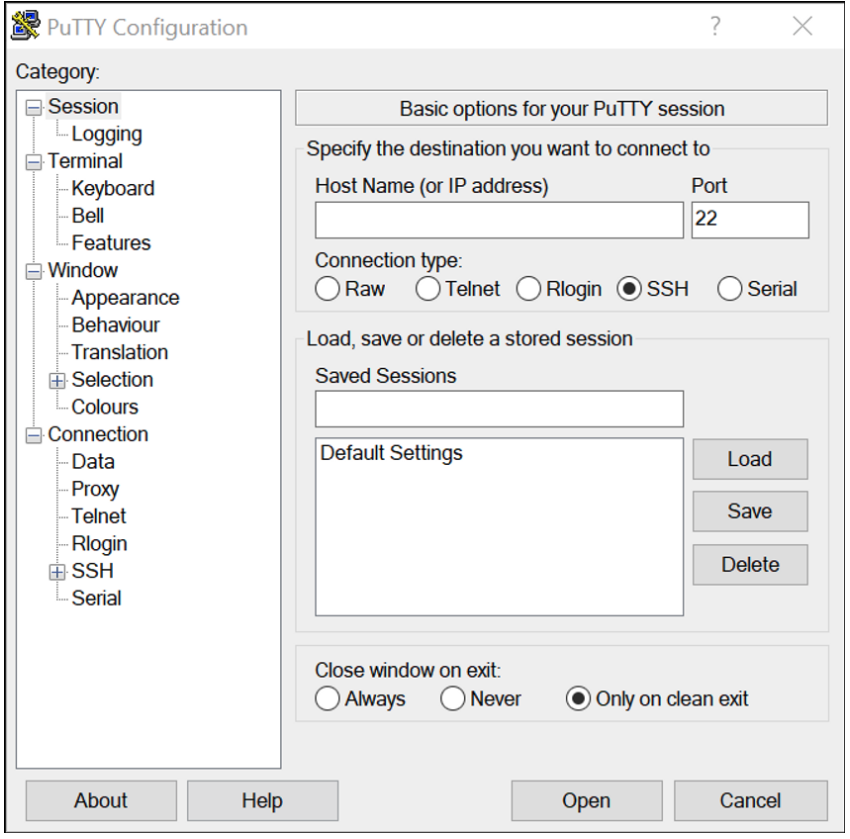 PuTTY Configuration
Category:
Session
Logging
Terminal
Keyboard
Bell
Features
Window
Appearance
Behaviour
Translation
Selection
Colours
Connection
Data
Proxy
Telnet
Rlogin
SSH
Serial
Basic options for your PuTTY session
Specify the destination you want to connect to
Host Name (or IP address) Port
22
Connection type:
Raw Telnet Rlogin SSH Serial
Load, save or delete a stored session
Saved Sessions
Default Settings
Load
Save
Delete
Close window on exit:
Always Never Only on clean exit
About Help Open Cancel